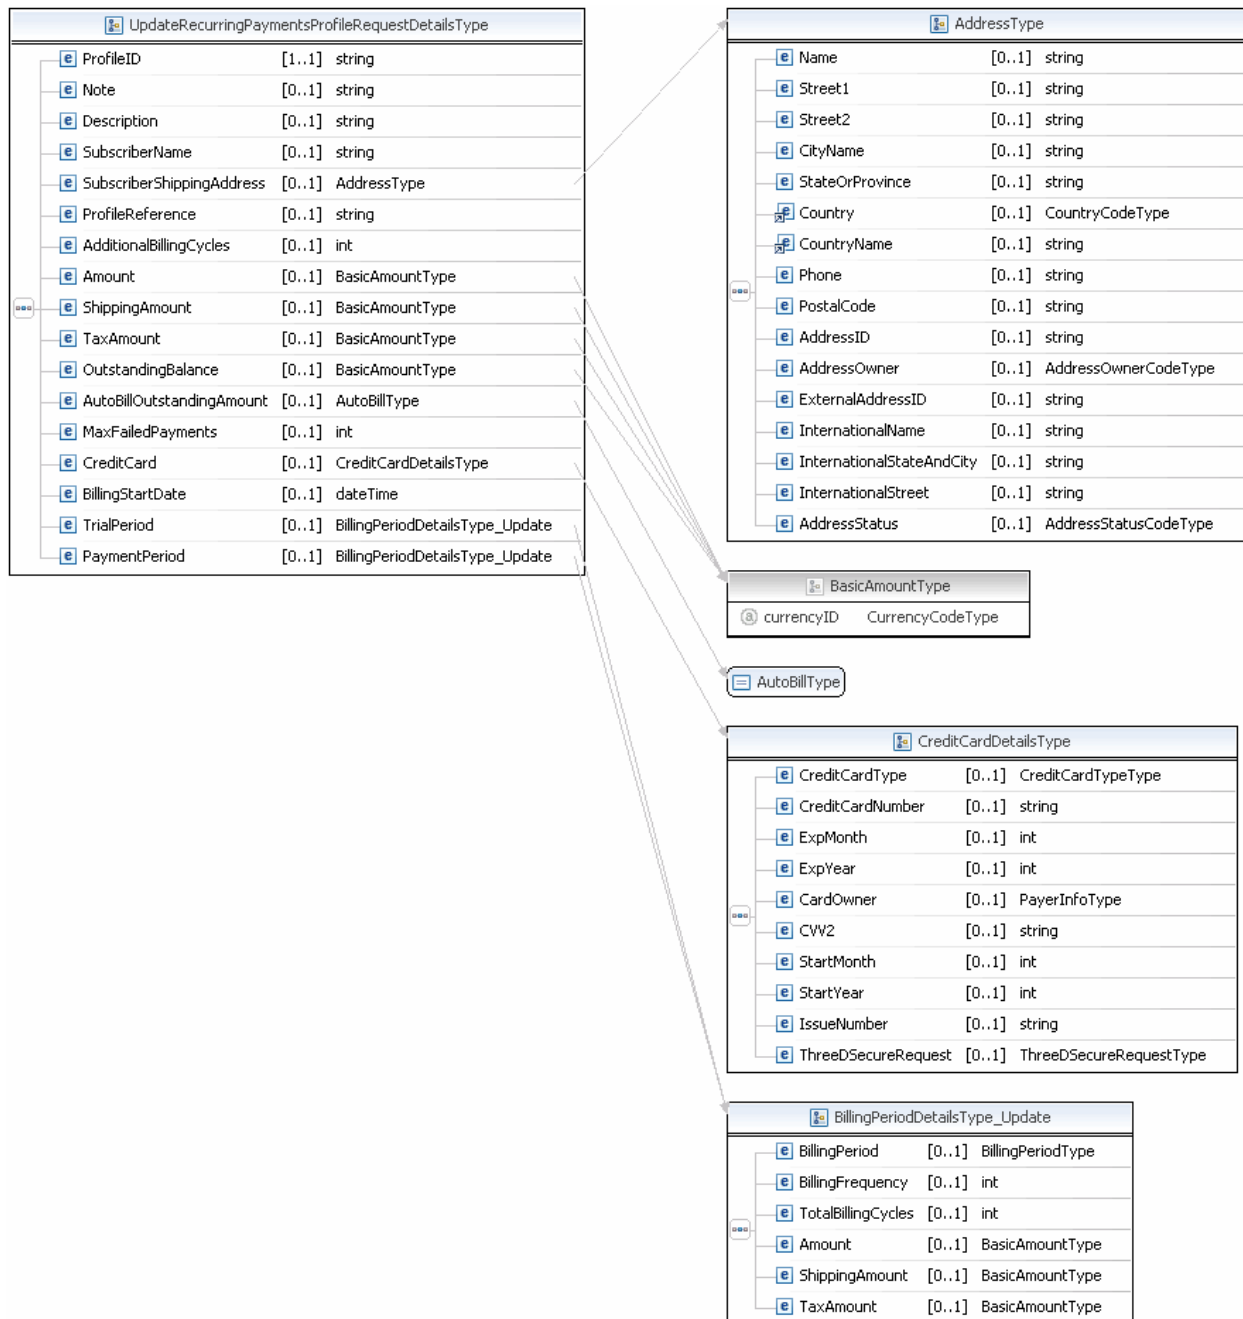 UpdateRecurringPaymentsProfileRequestDetailsType
ProfileID [1..1] string
Note [0..1] string
Description [0..1] string
SubscriberName [0..1] string
SubscriberShippingAddress [0..1] AddressType
ProfileReference [0..1] string
AdditionalBillingCycles [0..1] int
Amount [0..1] BasicAmountType
ShippingAmount [0..1] BasicAmountType
TaxAmount [0..1] BasicAmountType
OutstandingBalance [0..1] BasicAmountType
AutoBillOutstandingAmount [0..1] AutoBillType
MaxFailedPayments [0..1] int
CreditCard [0..1] CreditCardDetailsType
BillingStartDate [0..1] dateTime
TrialPeriod [0..1] BillingPeriodDetailsType_Update
PaymentPeriod [0..1] BillingPeriodDetailsType_Update
AddressType
Name [0..1] string
Street1 [0..1] string
Street2 [0..1] string
CityName [0..1] string
StateOrProvince [0..1] string
Country [0..1] CountryCodeType
CountryName [0..1] string
Phone [0..1] string
PostalCode [0..1] string
AddressID [0..1] string
AddressOwner [0..1] AddressOwnerCodeType
ExternalAddressID [0..1] string
InternationalName [0..1] string
InternationalStateAndCity [0..1] string
InternationalStreet [0..1] string
AddressStatus [0..1] AddressStatusCodeType
BasicAmountType
currencyID CurrencyCodeType
AutoBillType
CreditCardDetailsType
CreditCardType [0..1] CreditCardTypeType
CreditCardNumber [0..1] string
ExpMonth [0..1] int
ExpYear [0..1] int
CardOwner [0..1] PayerInfoType
CVV2 [0..1] string
StartMonth [0..1] int
StartYear [0..1] int
IssueNumber [0..1] string
ThreeDSecureRequest [0..1] ThreeDSecureRequestType
BillingPeriodDetailsType_Update
BillingPeriod [0..1] BillingPeriodType
BillingFrequency [0..1] int
TotalBillingCycles [0..1] int
Amount [0..1] BasicAmountType
ShippingAmount [0..1] BasicAmountType
TaxAmount [0..1] BasicAmountType